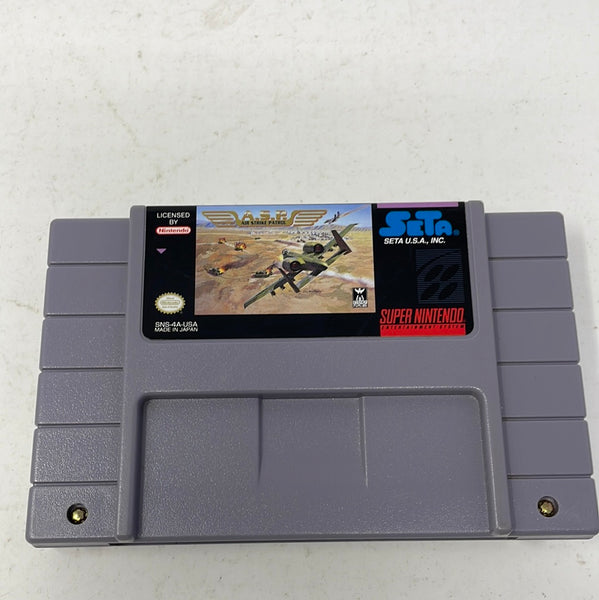 LICENSED
BY
Nintendo
A.S.P.
AIR STRIKE PATROL
SETA
SETA U.S.A., INC.
SNS-4A-USA
MADE IN JAPAN
SUPER NINTENDO
ENTERTAINMENT SYSTEM